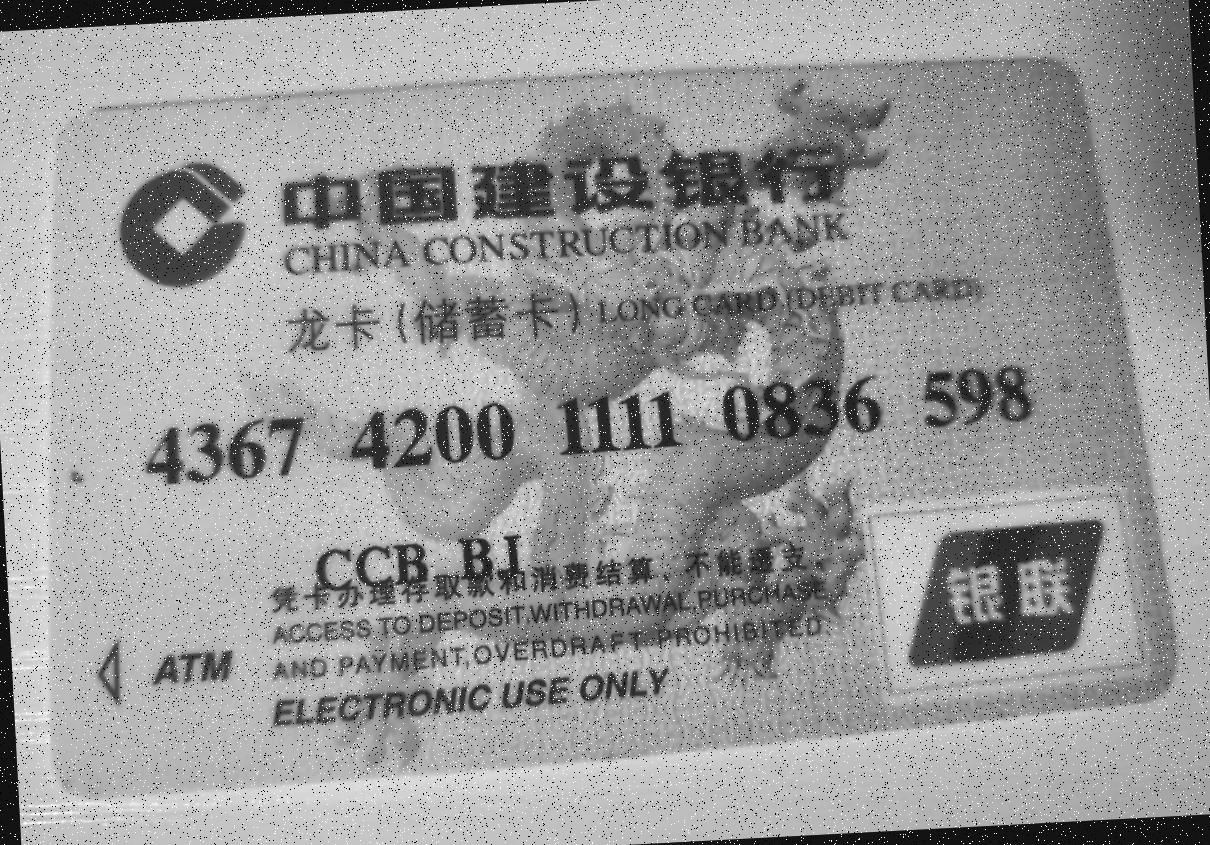 中国建设银行
CHINA CONSTRUCTION BANK
龙卡(储蓄卡) LONG CARD (DEBIT CARD)
4367 4200 1111 0836 598
CCB BJ
凭卡办理存取款和消费结算,不能透支。
ACCESS TO DEPOSIT,WITHDRAWAL,PURCHASE,
AND PAYMENT,OVERDRAFT PROHIBITED.
ATM
ELECTRONIC USE ONLY
银联